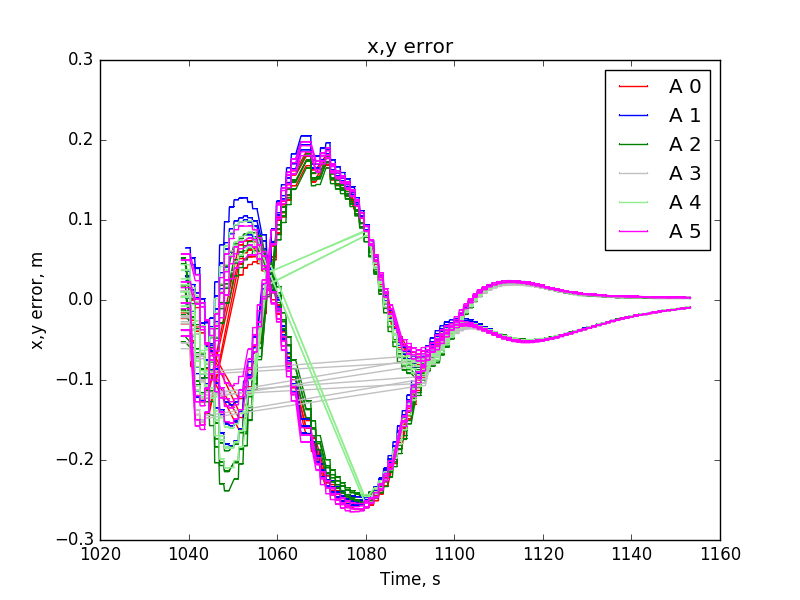 x,y error
0.3
0.2
0.1
0.0
−0.1
−0.2
−0.3
x,y error, m
A 0
A 1
A 2
A 3
A 4
A 5
1020 1040 1060 1080 1100 1120 1140 1160
Time, s